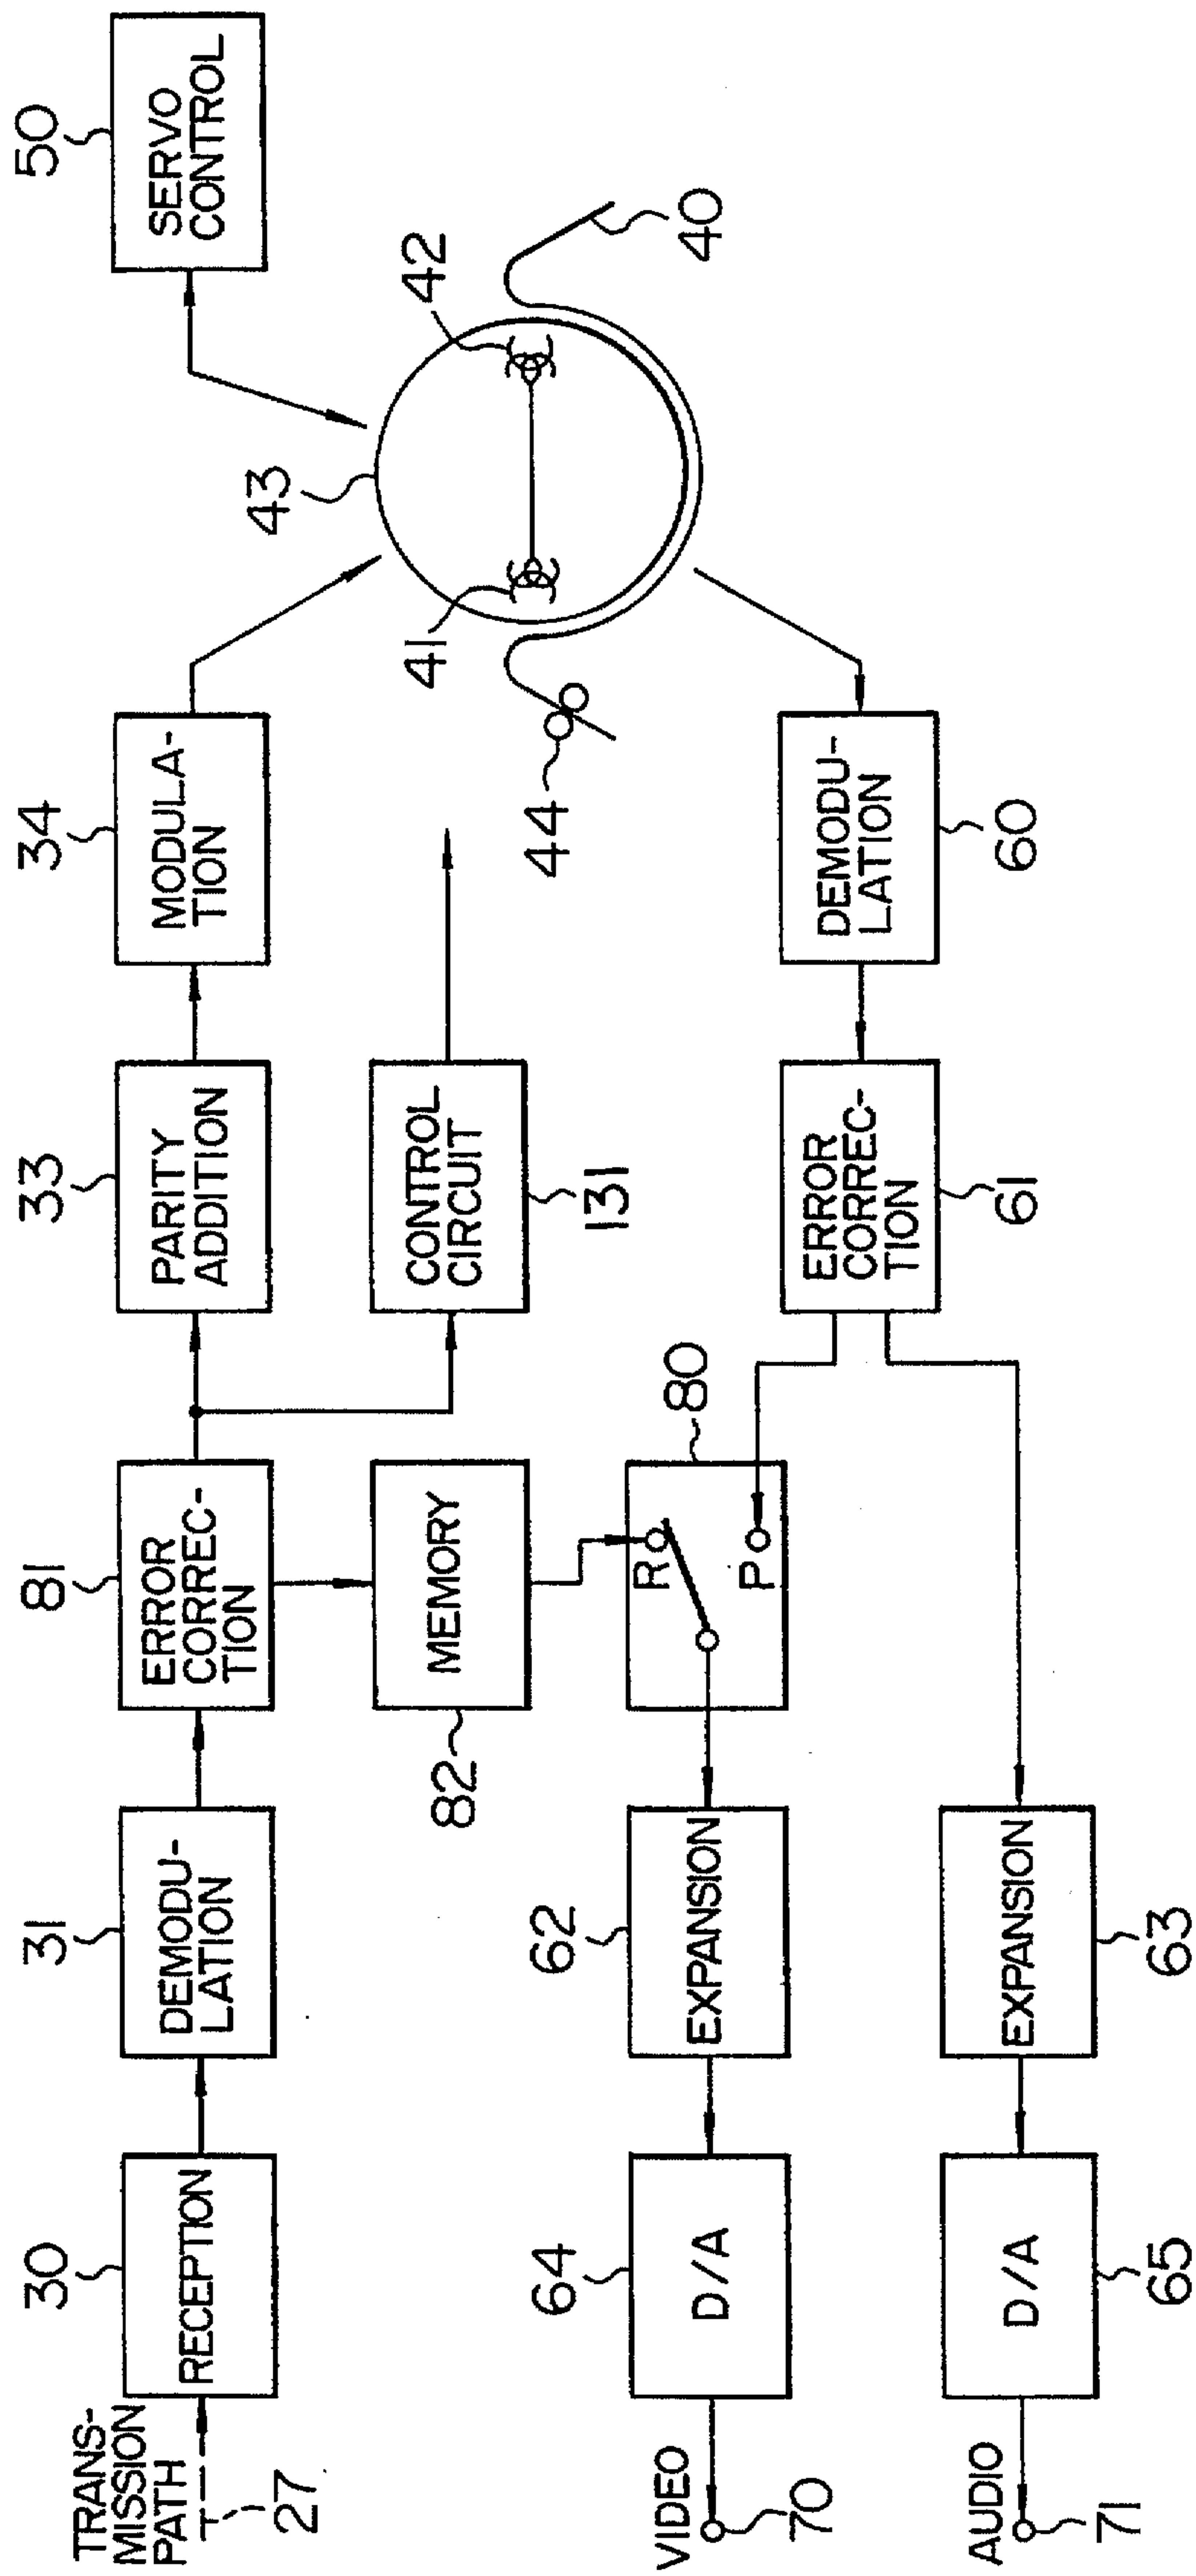 TRANS-
MISSION
PATH
27
30
RECEPTION
31
DEMODU-
LATION
81
ERROR
CORREC-
TION
33
PARITY
ADDITION
34
MODULA-
TION
50
SERVO
CONTROL
82
MEMORY
CONTROL
CIRCUIT
131
43
41
42
44
40
80
R
P
VIDEO
70
64
D/A
62
EXPANSION
ERROR
CORREC-
TION
61
DEMODU-
LATION
60
AUDIO
71
D/A
65
EXPANSION
63